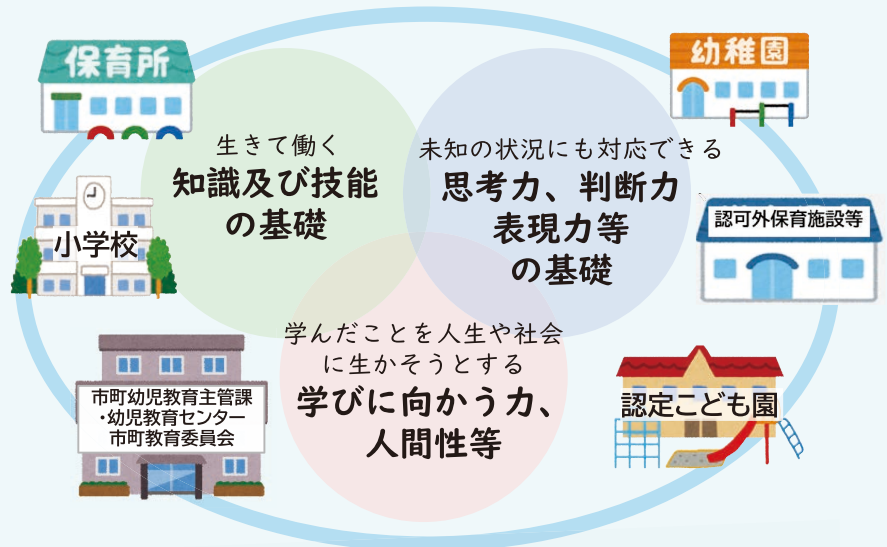 保育所
幼稚園
生きて働く
知識及び技能
の基礎
未知の状況にも対応できる
思考力、判断力
表現力等
の基礎
小学校
認可外保育施設等
学んだことを人生や社会
に生かそうとする
学びに向かう力、
人間性等
市町幼児教育主管課
・幼児教育センター
市町教育委員会
認定こども園